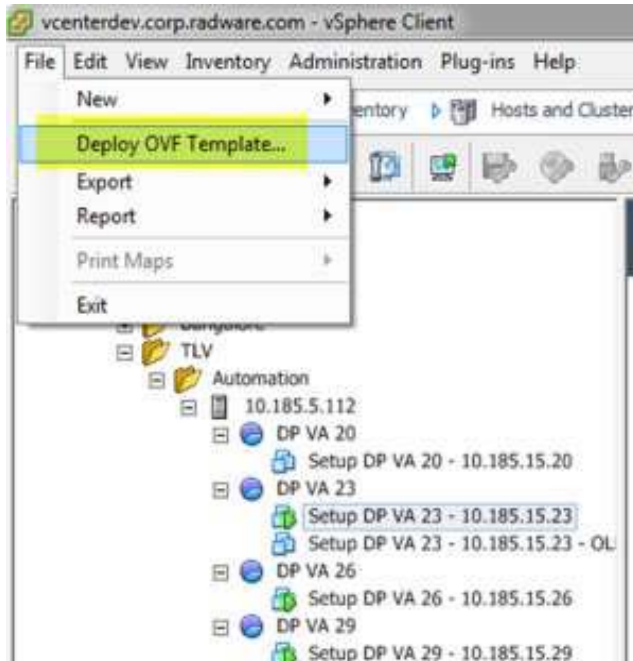 vcenterdev.corp.radware.com - vSphere Client
File Edit View Inventory Administration Plug-ins Help
New
entory Hosts and Cluster
Deploy OVF Template...
Export
Report
Print Maps
Exit
TLV
Automation
10.185.5.112
DP VA 20
Setup DP VA 20 - 10.185.15.20
DP VA 23
Setup DP VA 23 - 10.185.15.23
Setup DP VA 23 - 10.185.15.23 - OL
DP VA 26
Setup DP VA 26 - 10.185.15.26
DP VA 29
Setup DP VA 29 - 10.185.15.29